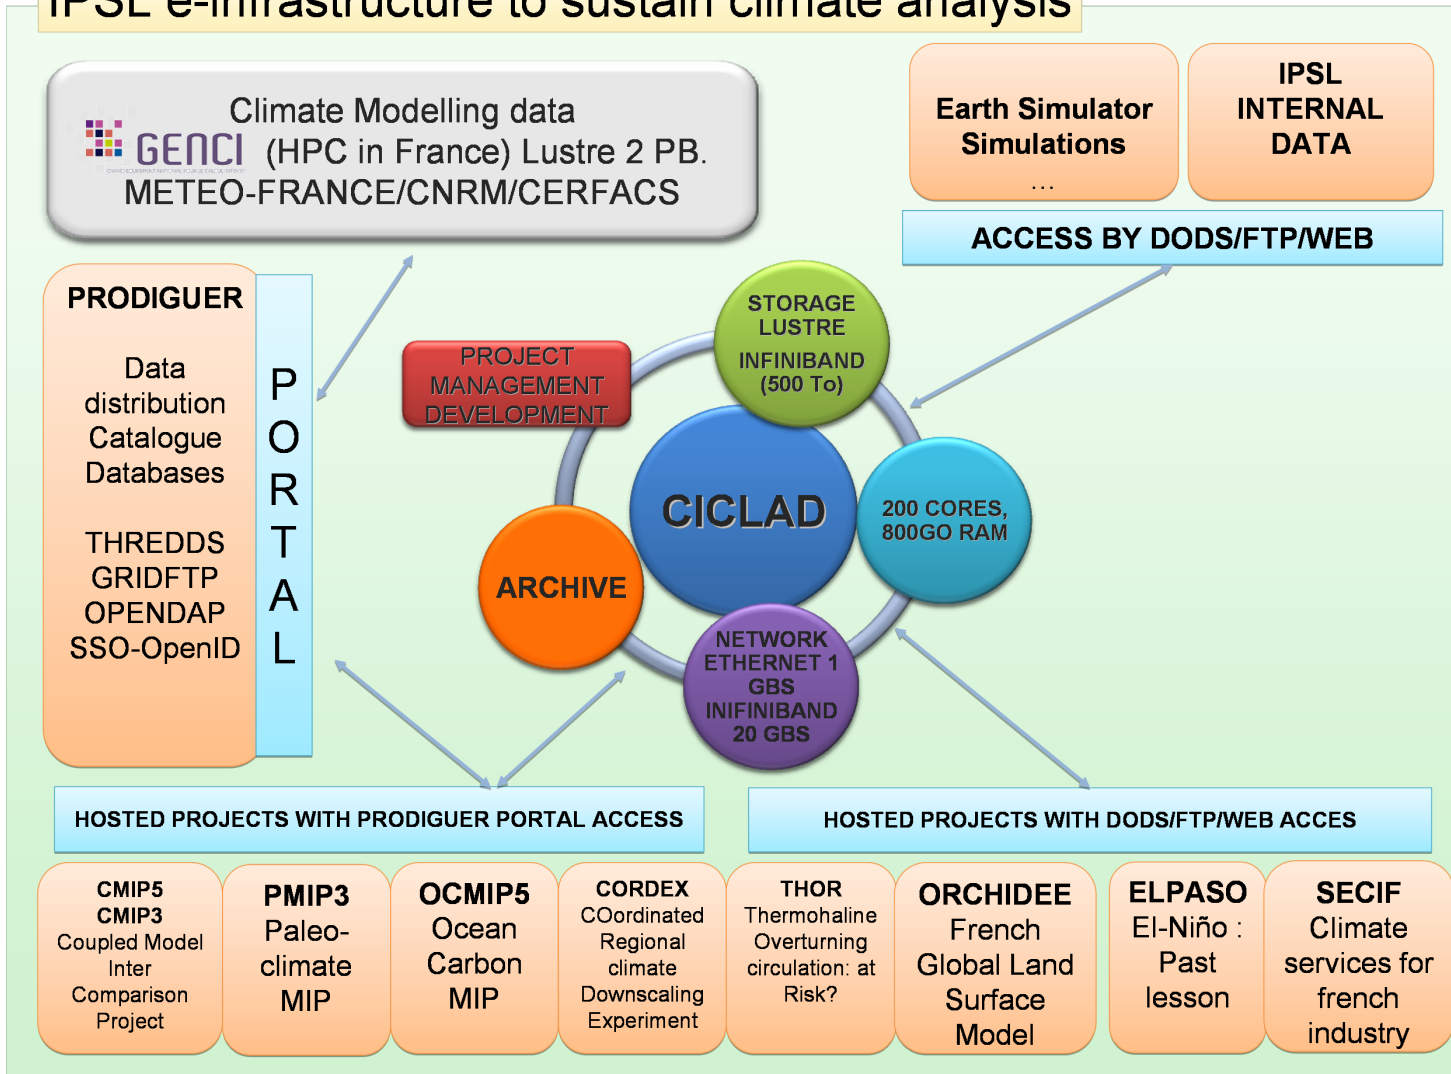 IPSL e-infrastructure to sustain climate analysis
Climate Modelling data
GENCI (HPC in France) Lustre 2 PB.
METEO-FRANCE/CNRM/CERFACS
Earth Simulator
Simulations
...
IPSL
INTERNAL
DATA
ACCESS BY DODS/FTP/WEB
PRODIGUER
Data
distribution
Catalogue
Databases
THREDDS
GRIDFTP
OPENDAP
SSO-OpenID
P
O
R
T
A
L
PROJECT
MANAGEMENT
DEVELOPMENT
STORAGE
LUSTRE
INFINIBAND
(500 To)
CICLAD
200 CORES,
800GO RAM
ARCHIVE
NETWORK
ETHERNET 1
GBS
INIFINIBAND
20 GBS
HOSTED PROJECTS WITH PRODIGUER PORTAL ACCESS
HOSTED PROJECTS WITH DODS/FTP/WEB ACCES
CMIP5
CMIP3
Coupled Model
Inter
Comparison
Project
PMIP3
Paleo-
climate
MIP
OCMIP5
Ocean
Carbon
MIP
CORDEX
COordinated
Regional
climate
Downscaling
Experiment
THOR
Thermohaline
Overturning
circulation: at
Risk?
ORCHIDEE
French
Global Land
Surface
Model
ELPASO
El-Niño :
Past
lesson
SECIF
Climate
services for
french
industry